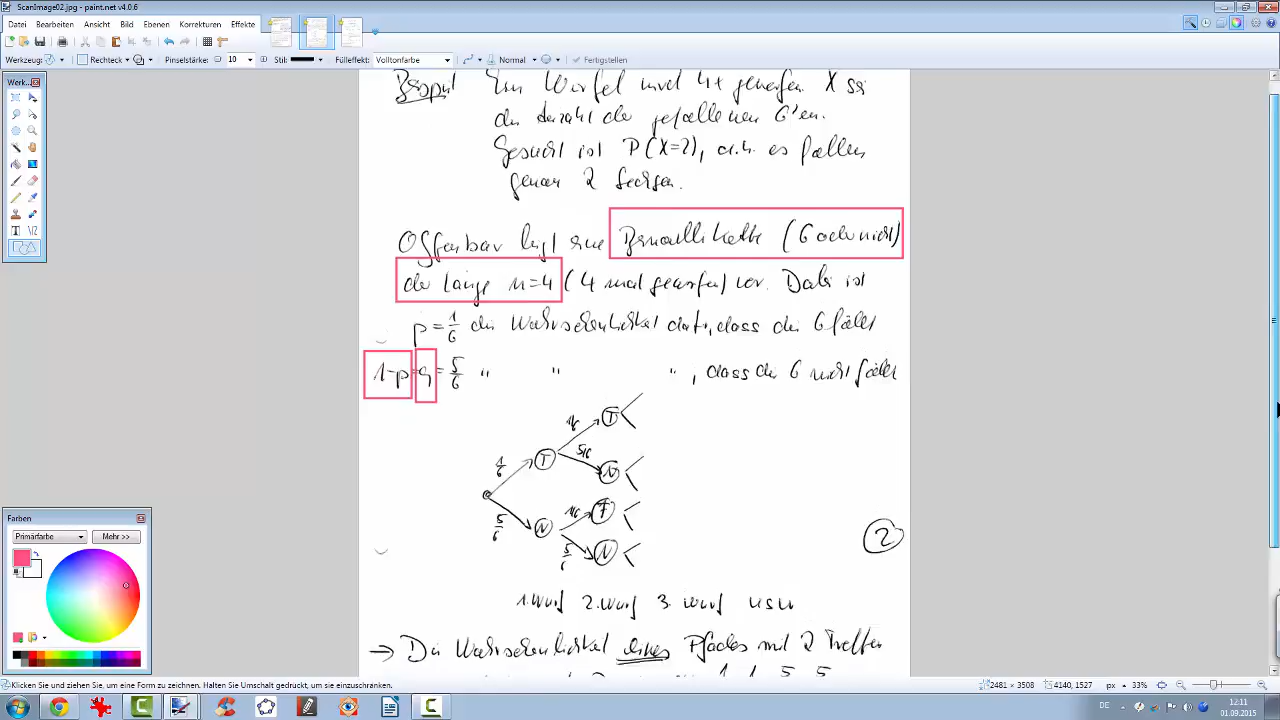 ScanImage02.jpg - paint.net v4.0.6
Datei Bearbeiten Ansicht Bild Ebenen Korrekturen Effekte
Werkzeug: Rechteck Pinselstärke: 10 Stil: Fülleffekt: Volltonfarbe Normal Fertigstellen
Werk...
Beispiel Ein Würfel wird 4x geworfen. X sei
die Anzahl der gefallenen 6'en.
Gesucht ist P(X=2), d.h. es fallen
genau 2 Sechsen.
Offenbar liegt eine Bernoullikette (6 oder nicht)
der Länge n=4 (4 mal geworfen) vor. Dabei ist
p = 1/6 die Wahrscheinlichkeit dafür, dass die 6 fällt
1-p = q = 5/6 " " ", dass die 6 nicht fällt
1/6 T 1/6 T
5/6 N
5/6 N 1/6 T
5/6 N
2
1. Wurf 2. Wurf 3. Wurf usw
→ Die Wahrscheinlichkeit eines Pfades mit 2 Treffern
1 1 5 5
Farben
Primärfarbe Mehr >>
Klicken Sie und ziehen Sie, um eine Form zu zeichnen. Halten Sie Umschalt gedrückt, um sie einzuschränken.
2481 × 3508 4140, 1527 px 33%
DE 12:11
01.09.2015